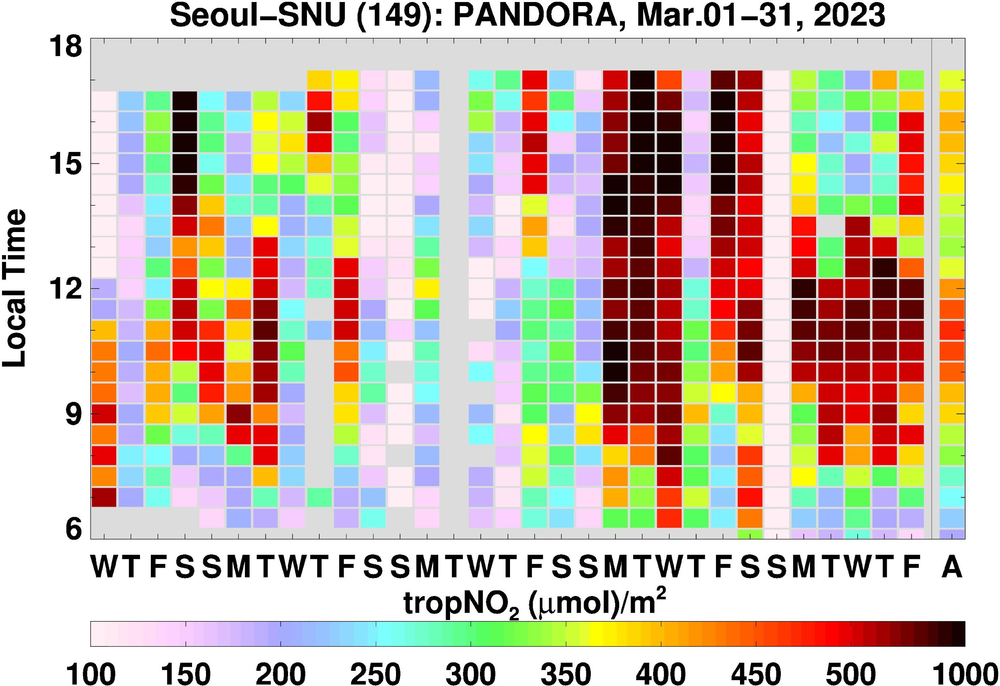 Seoul−SNU (149): PANDORA, Mar.01−31, 2023
18
15
12
9
6
Local Time
W T F S S M T W T F S S M T W T F S S M T W T F S S M T W T F A
tropNO₂ (μmol)/m²
100 150 200 250 300 350 400 450 500 1000